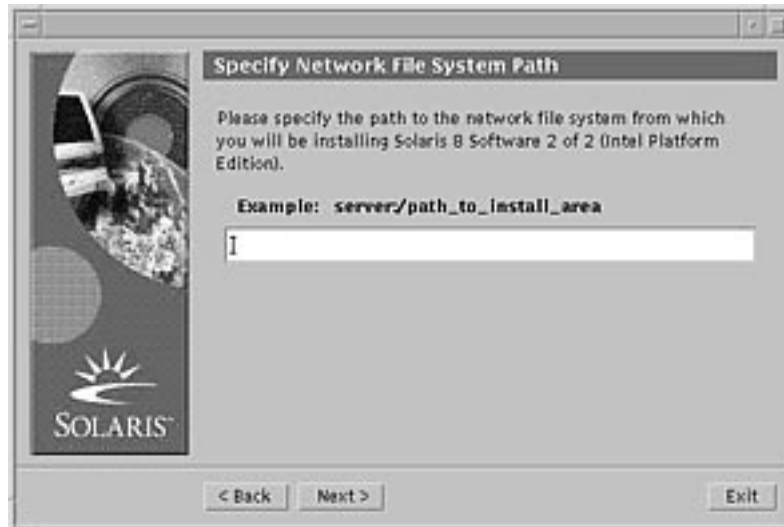 Specify Network File System Path
Please specify the path to the network file system from which
you will be installing Solaris 8 Software 2 of 2 (Intel Platform
Edition).
Example: server:/path_to_install_area
SOLARIS™
< Back
Next >
Exit